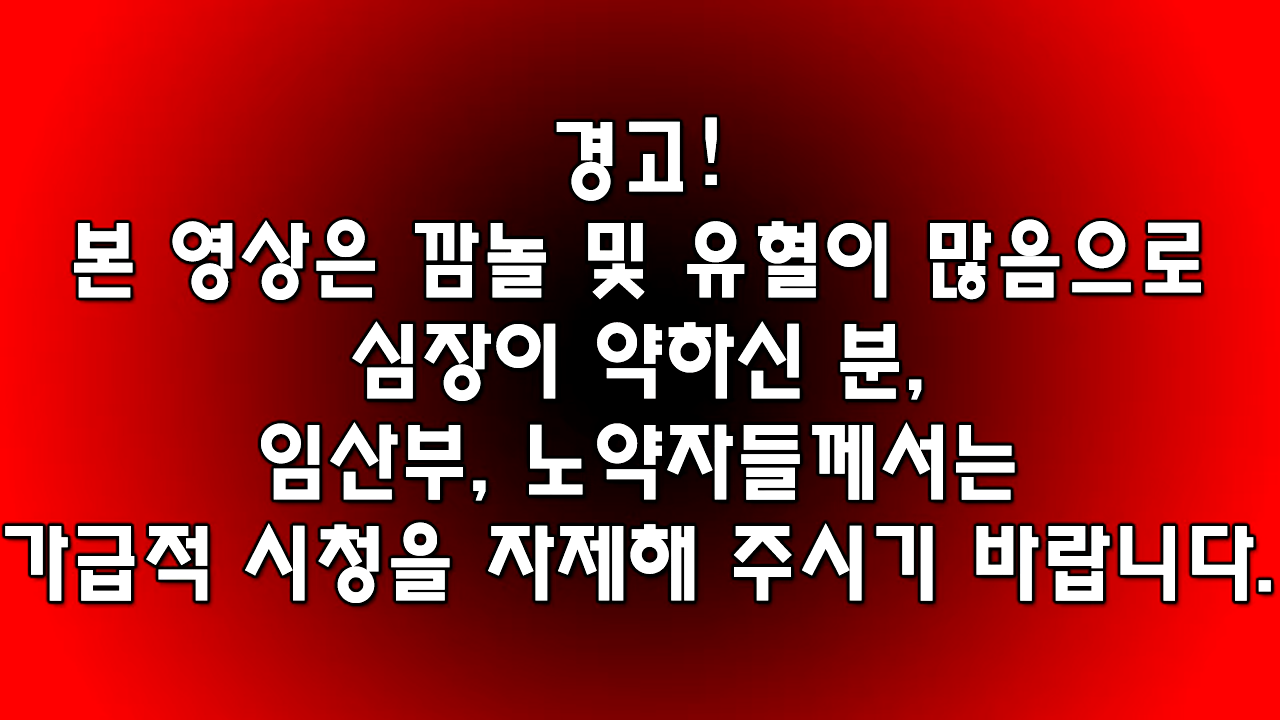 경고!
본 영상은 깜놀 및 유혈이 많음으로
심장이 약하신 분,
임산부, 노약자들께서는
가급적 시청을 자제해 주시기 바랍니다.